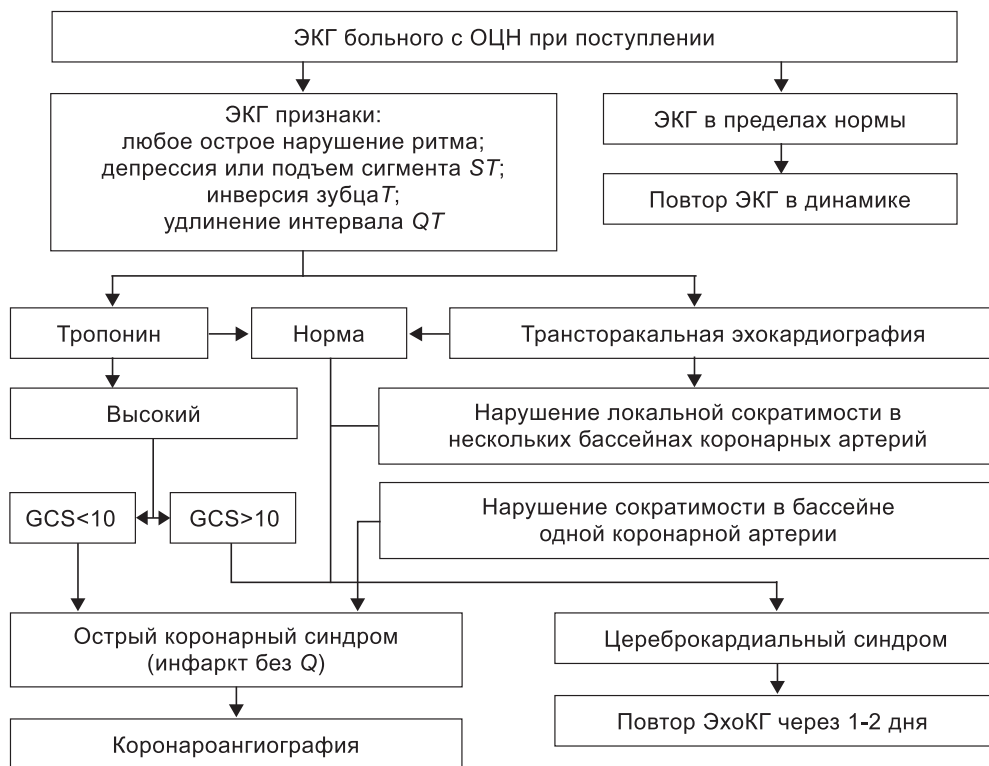 ЭКГ больного с ОЦН при поступлении
ЭКГ признаки:
любое острое нарушение ритма;
депрессия или подъем сигмента ST;
инверсия зубцаT;
удлинение интервала QT
ЭКГ в пределах нормы
Повтор ЭКГ в динамике
Тропонин
Норма
Трансторакальная эхокардиография
Высокий
Нарушение локальной сократимости в
нескольких бассейнах коронарных артерий
GCS<10
GCS>10
Нарушение сократимости в бассейне
одной коронарной артерии
Острый коронарный синдром
(инфаркт без Q)
Цереброкардиальный синдром
Коронароангиография
Повтор ЭхоКГ через 1-2 дня